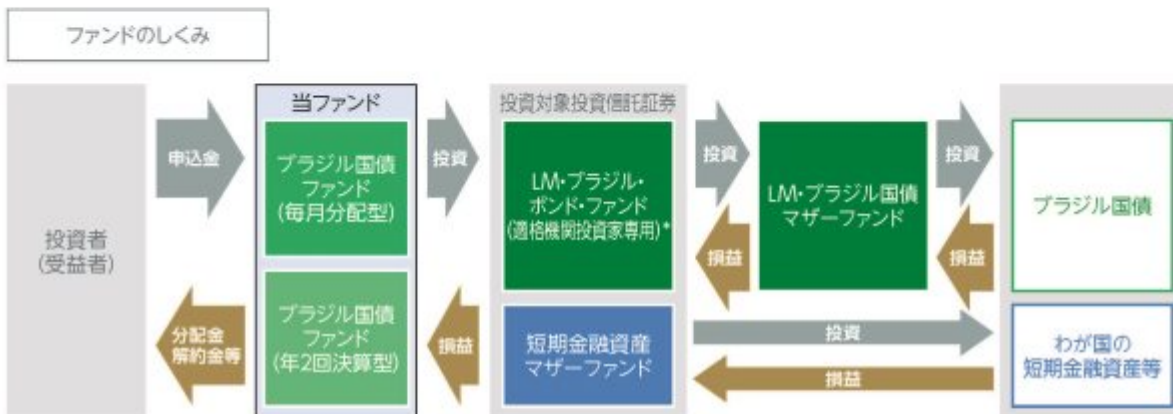 ファンドのしくみ
投資者
(受益者)
申込金
分配金
解約金等
当ファンド
ブラジル国債
ファンド
(毎月分配型)
ブラジル国債
ファンド
(年2回決算型)
投資
損益
投資対象投資信託証券
LM・ブラジル・
ボンド・ファンド
(適格機関投資家専用)*
短期金融資産
マザーファンド
投資
損益
LM・ブラジル国債
マザーファンド
投資
損益
投資
損益
ブラジル国債
わが国の
短期金融資産等